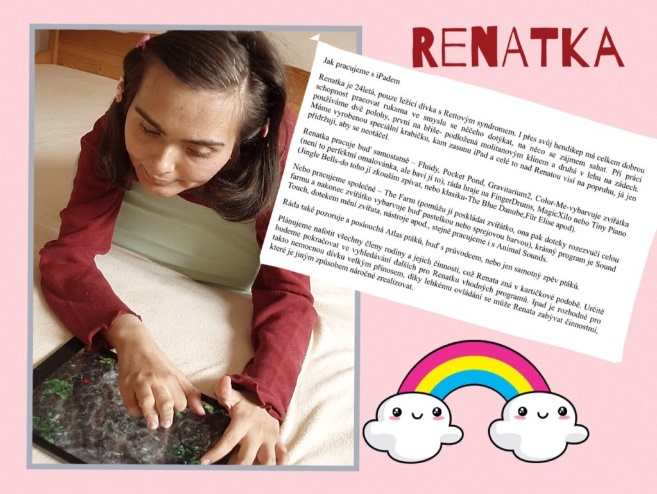 RENATKA
Jak pracujeme s iPadem
Renatka je 24letá, pouze ležící dívka s Rettovým syndromem. I přes svůj hendikep má celkem dobrou
schopnost pracovat rukama ve smyslu se něčeho dotýkat, na něco se zájmem sahat. Při práci
používáme dvě polohy, první na břiše- podložená molitanovým klínem a druhá v lehu na zádech.
Máme vyrobenou speciální krabičku, kam zasunu iPad a celé to nad Renatou visí na popruhu, já jen
přidržuji, aby se neotáčel.
Renatka pracuje buď samostatně – Fluidy, Pocket Pond, Gravitarium2, Color-Me-vybarvuje zvířátka
(není to perfektní omalovánka, ale baví ji to), ráda hraje na FingerDrums, MagicXilo nebo Tiny Piano
(Jingle Bells-do toho jí zkouším zpívat, nebo klasika-The Blue Danube,Für Elise apod).
Nebo pracujeme společně – The Farm (pomůžu jí poskládat zvířátko, ona pak doteky rozezvučí celou
farmu a nakonec zvířátko vybarvuje buď pastelkou nebo sprejovou barvou), krásný program je Sound
Touch, dotekem mění zvířata, nástroje apod., stejně pracujeme i s Animal Sounds.
Ráda také pozoruje a poslouchá Atlas ptáků, buď s průvodcem, nebo jen samotný zpěv ptáků.
Plánujeme nafotit všechny členy rodiny a jejich činnosti, což Renata zná v kartičkové podobě. Určitě
budeme pokračovat ve vyhledávání dalších pro Renatku vhodných programů. Ipad je rozhodně pro
takto nemocnou dívku velkým přínosem, díky lehkému ovládání se může Renata zabývat činnostmi,
které je jiným způsobem náročné zrealizovat.